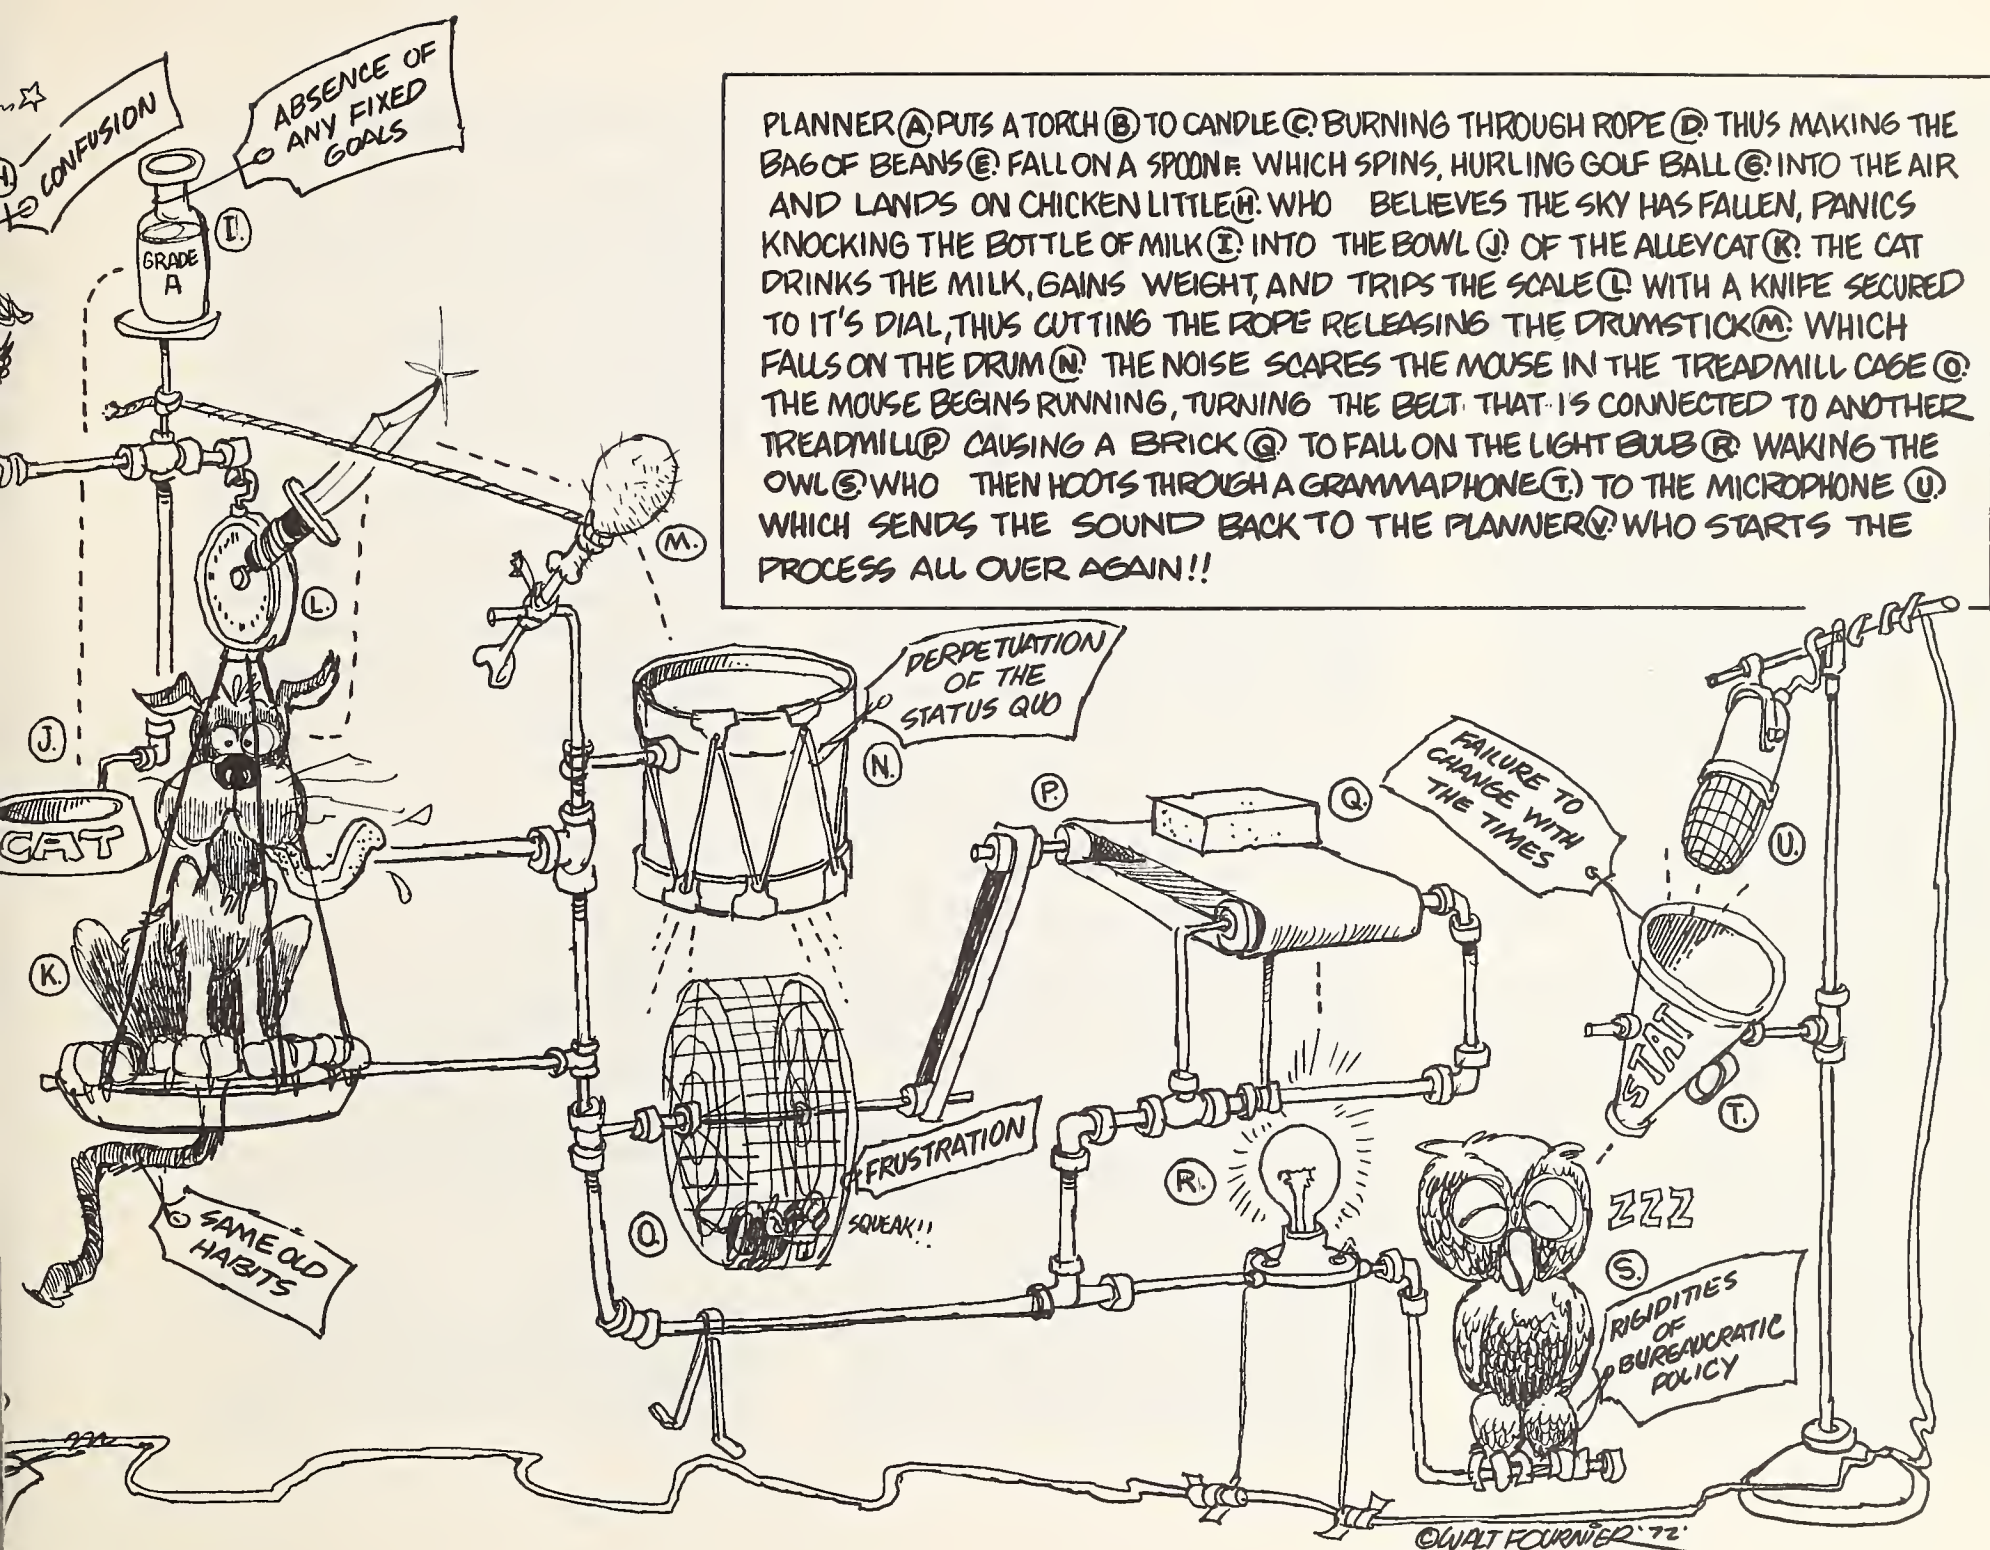 CONFUSION
ABSENCE OF
ANY FIXED
GOALS
H.
I.
GRADE
A
PLANNER A. PUTS A TORCH B. TO CANDLE C. BURNING THROUGH ROPE D. THUS MAKING THE
BAG OF BEANS E. FALL ON A SPOON F. WHICH SPINS, HURLING GOLF BALL G. INTO THE AIR
AND LANDS ON CHICKEN LITTLE H. WHO BELIEVES THE SKY HAS FALLEN, PANICS
KNOCKING THE BOTTLE OF MILK I. INTO THE BOWL J. OF THE ALLEYCAT K. THE CAT
DRINKS THE MILK, GAINS WEIGHT, AND TRIPS THE SCALE L. WITH A KNIFE SECURED
TO IT'S DIAL, THUS CUTTING THE ROPE RELEASING THE DRUMSTICK M. WHICH
FALLS ON THE DRUM N. THE NOISE SCARES THE MOUSE IN THE TREADMILL CAGE O.
THE MOUSE BEGINS RUNNING, TURNING THE BELT THAT IS CONNECTED TO ANOTHER
TREADMILL P. CAUSING A BRICK Q. TO FALL ON THE LIGHT BULB R. WAKING THE
OWL S. WHO THEN HOOTS THROUGH A GRAMMAPHONE T. TO THE MICROPHONE U.
WHICH SENDS THE SOUND BACK TO THE PLANNER V. WHO STARTS THE
PROCESS ALL OVER AGAIN!!
M.
L.
PERPETUATION
OF THE
STATUS QUO
J.
N.
CAT
P.
Q.
FAILURE TO
CHANGE WITH
THE TIMES
U.
K.
STAT
T.
FRUSTRATION
R.
O.
SQUEAK!!
ZZZ
S.
SAME OLD
HABITS
RIGIDITIES
OF
BUREAUCRATIC
POLICY
©WALT FOURNIER '72.